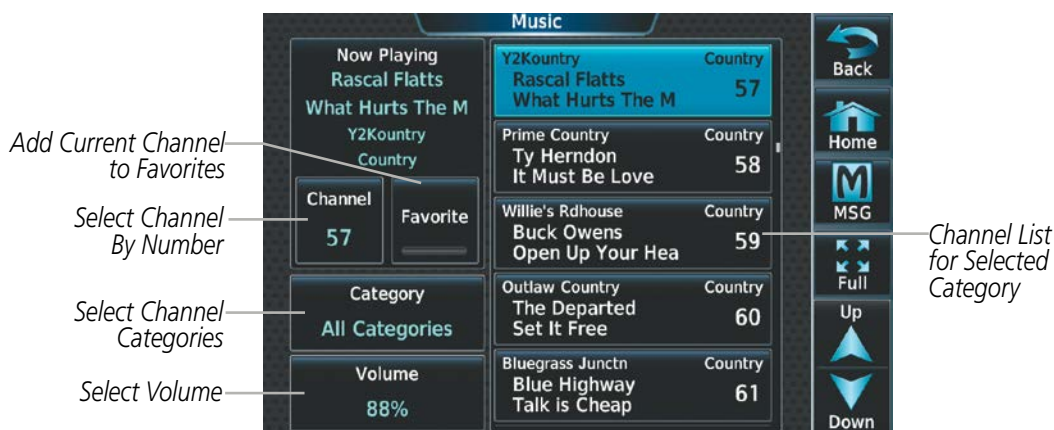 Music
Now Playing
Rascal Flatts
What Hurts The M
Y2Kountry
Country
Channel
57
Favorite
Category
All Categories
Volume
88%
Y2Kountry Country
Rascal Flatts
57
What Hurts The M
Prime Country Country
Ty Herndon
58
It Must Be Love
Willie's Rdhouse Country
Buck Owens
59
Open Up Your Hea
Outlaw Country Country
The Departed
60
Set It Free
Bluegrass Junctn Country
Blue Highway
61
Talk is Cheap
Back
Home
MSG
Full
Up
Down
Add Current Channel
to Favorites
Select Channel
By Number
Select Channel
Categories
Select Volume
Channel List
for Selected
Category